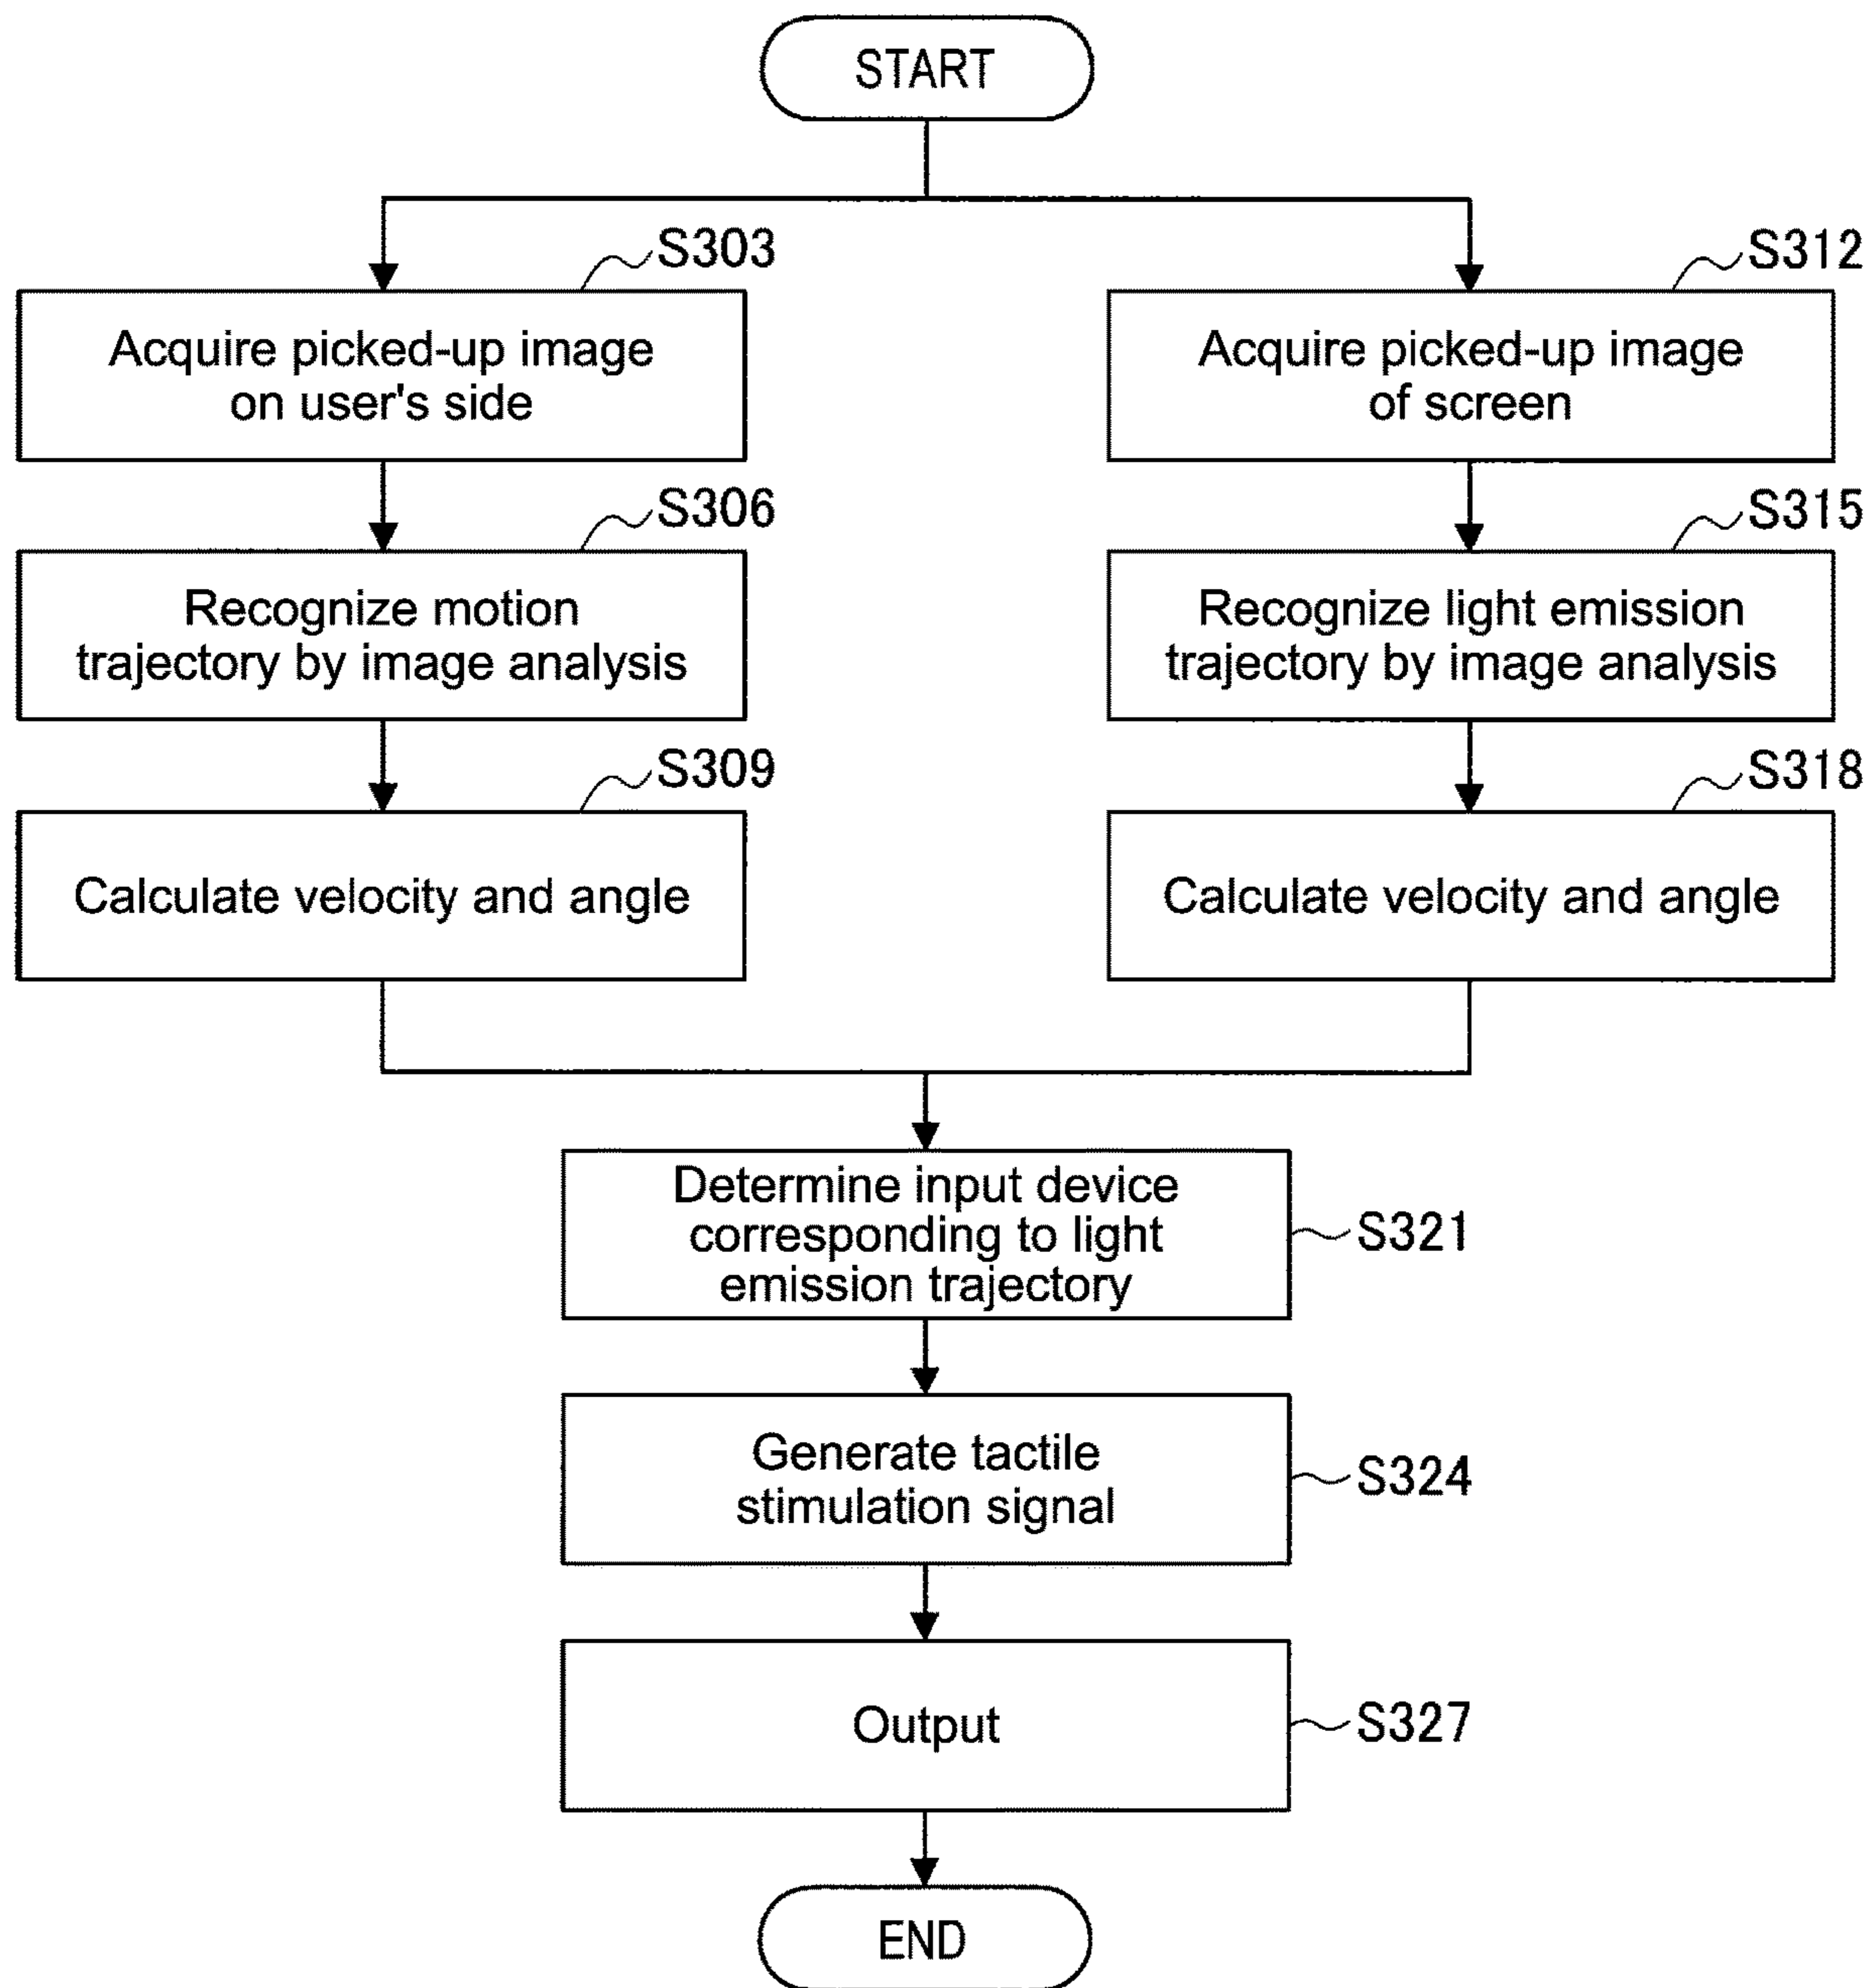 START
S303
Acquire picked-up image
on user's side
S306
Recognize motion
trajectory by image analysis
S309
Calculate velocity and angle
S312
Acquire picked-up image
of screen
S315
Recognize light emission
trajectory by image analysis
S318
Calculate velocity and angle
Determine input device
corresponding to light
emission trajectory
S321
Generate tactile
stimulation signal
S324
Output
S327
END